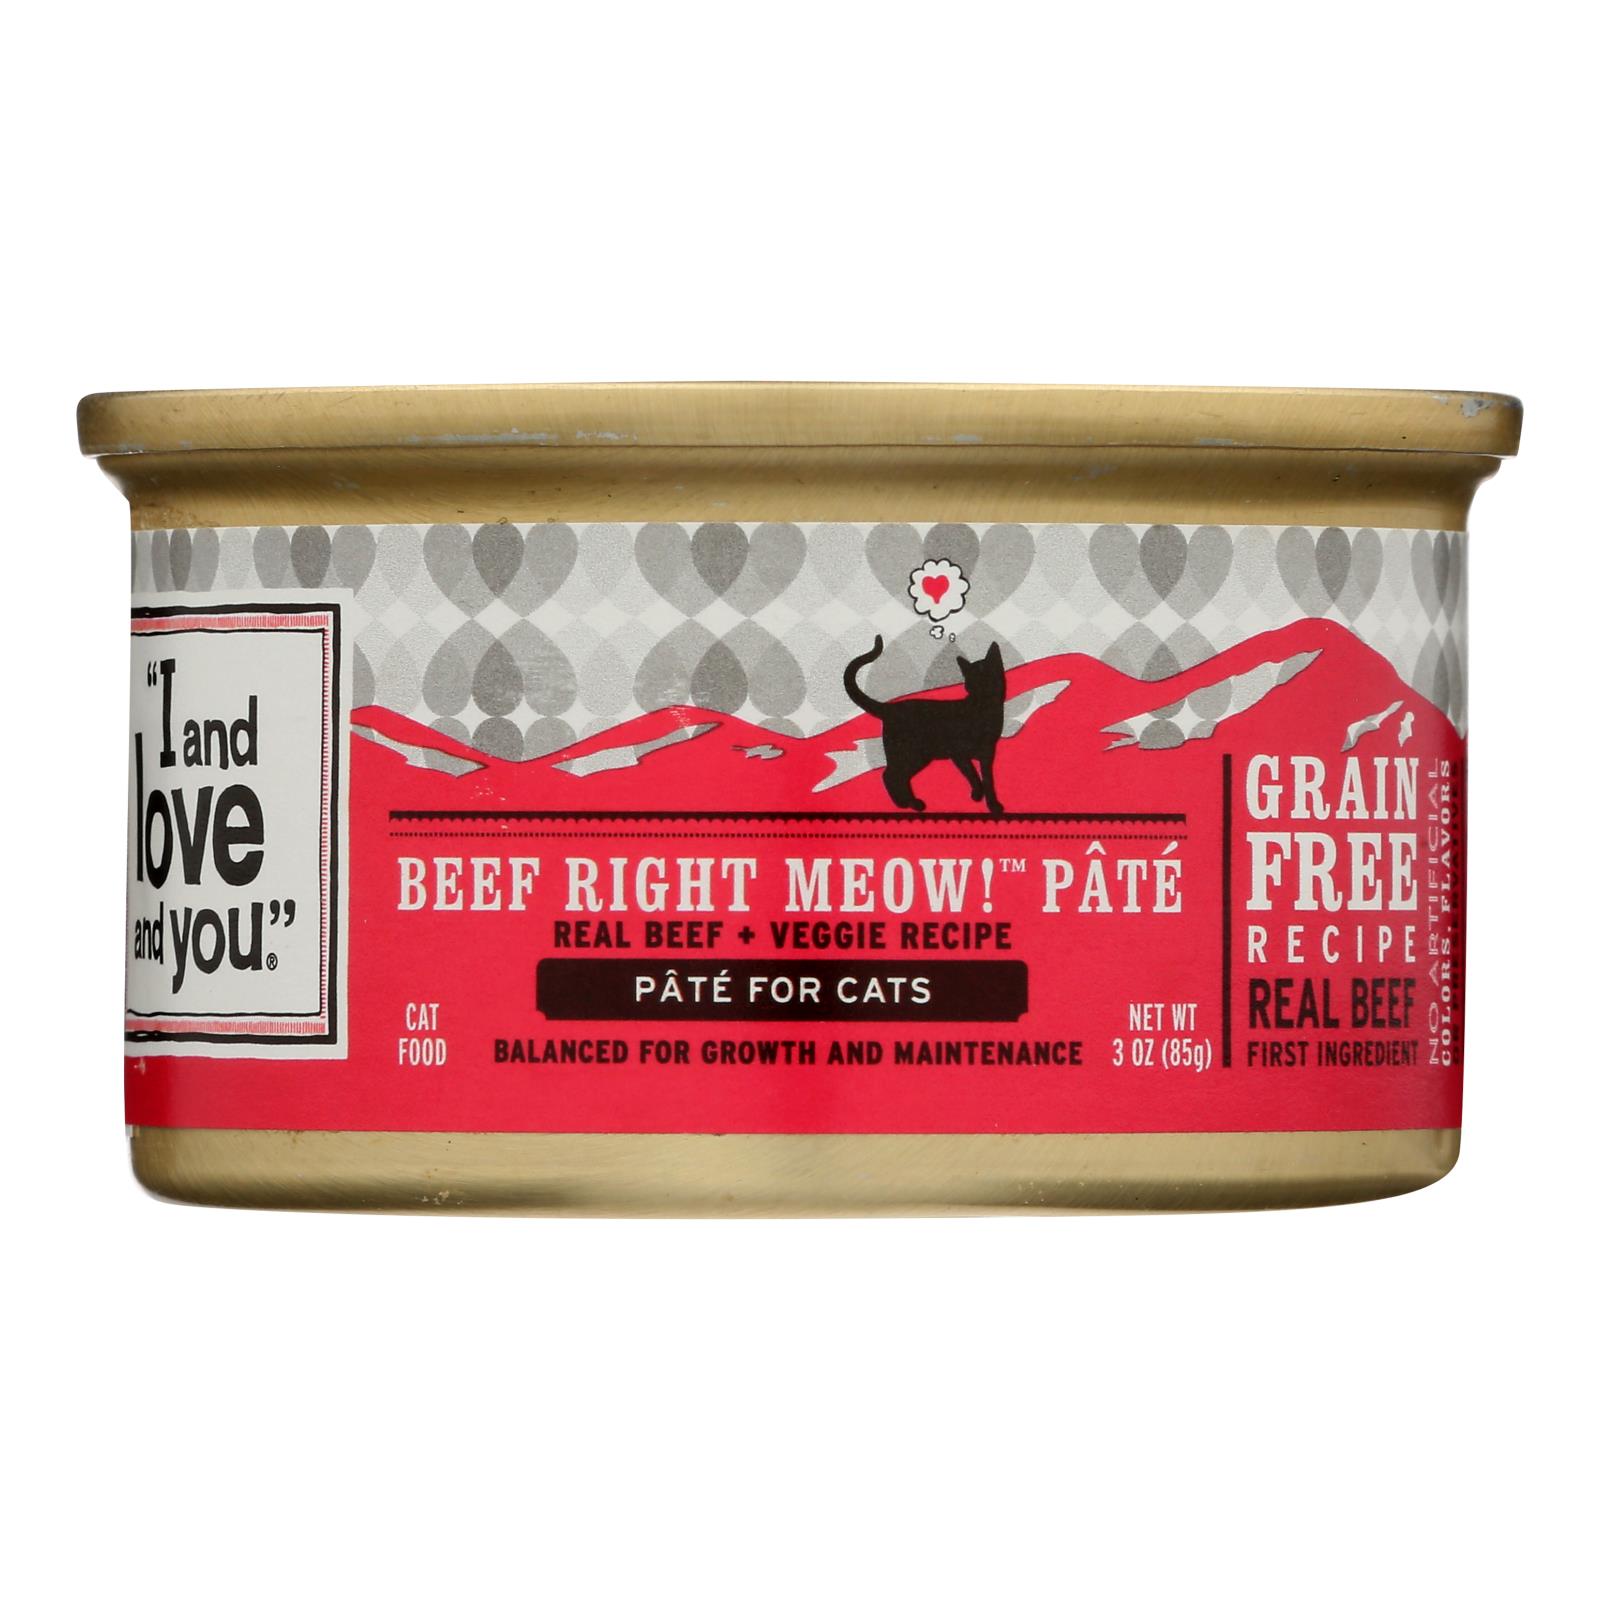 “I and
love
and you”®
BEEF RIGHT MEOW!™ PÂTÉ
REAL BEEF + VEGGIE RECIPE
PÂTÉ FOR CATS
BALANCED FOR GROWTH AND MAINTENANCE
CAT
FOOD
NET WT
3 OZ (85g)
GRAIN
FREE
RECIPE
REAL BEEF
FIRST INGREDIENT
NO ARTIFICIAL
COLORS, FLAVORS